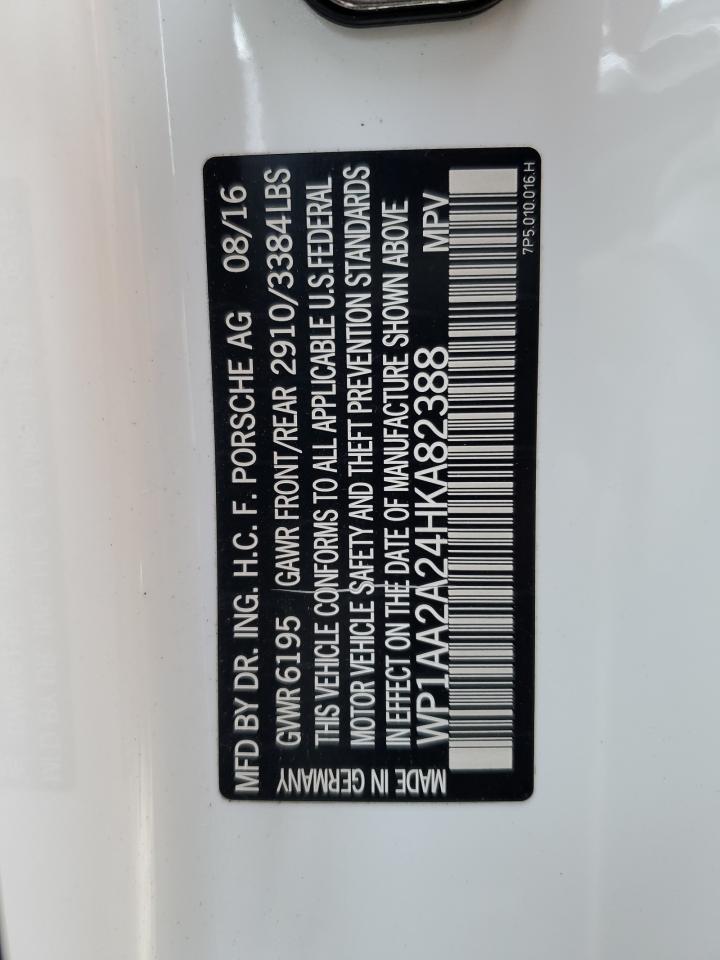 MFD BY DR. ING. H.C. F. PORSCHE AG 08/16
GVWR 6195 GAWR FRONT/REAR 2910/3384LBS
THIS VEHICLE CONFORMS TO ALL APPLICABLE U.S.FEDERAL
MOTOR VEHICLE SAFETY AND THEFT PREVENTION STANDARDS
IN EFFECT ON THE DATE OF MANUFACTURE SHOWN ABOVE
WP1AA2A24HKA82388 MPV
MADE IN GERMANY
7P5.010.016.H